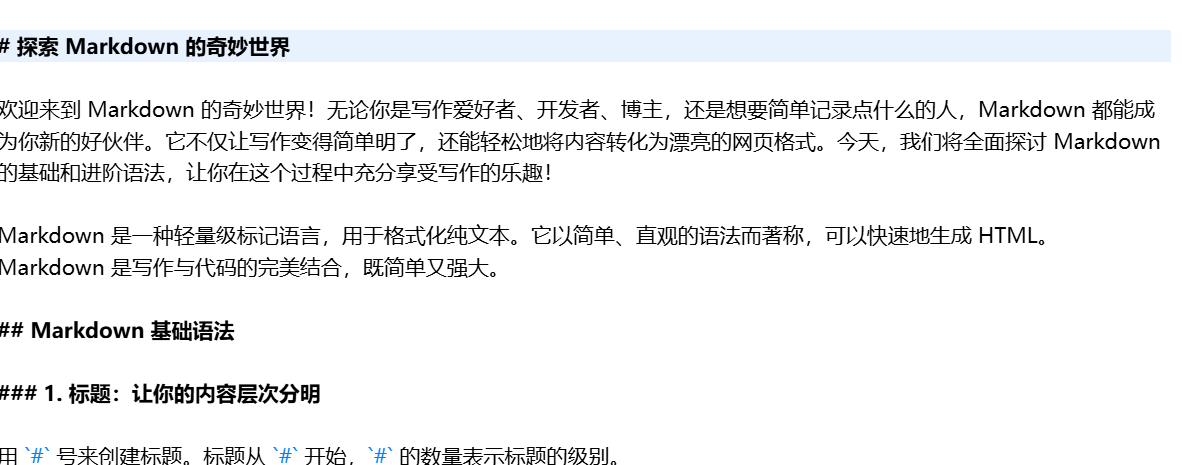 # 探索 Markdown 的奇妙世界
欢迎来到 Markdown 的奇妙世界！无论你是写作爱好者、开发者、博主，还是想要简单记录点什么的人，Markdown 都能成
为你新的好伙伴。它不仅让写作变得简单明了，还能轻松地将内容转化为漂亮的网页格式。今天，我们将全面探讨 Markdown
的基础和进阶语法，让你在这个过程中充分享受写作的乐趣！
Markdown 是一种轻量级标记语言，用于格式化纯文本。它以简单、直观的语法而著称，可以快速地生成 HTML。
Markdown 是写作与代码的完美结合，既简单又强大。
## Markdown 基础语法
### 1. 标题：让你的内容层次分明
用 `#` 号来创建标题。标题从 `#` 开始，`#` 的数量表示标题的级别。